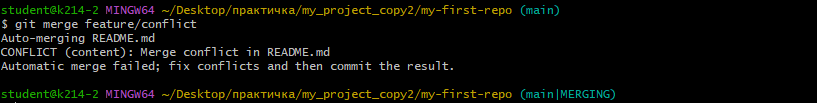 student@k214-2 MINGW64 ~/Desktop/практичка/my_project_copy2/my-first-repo (main)
$ git merge feature/conflict
Auto-merging README.md
CONFLICT (content): Merge conflict in README.md
Automatic merge failed; fix conflicts and then commit the result.
student@k214-2 MINGW64 ~/Desktop/практичка/my_project_copy2/my-first-repo (main|MERGING)